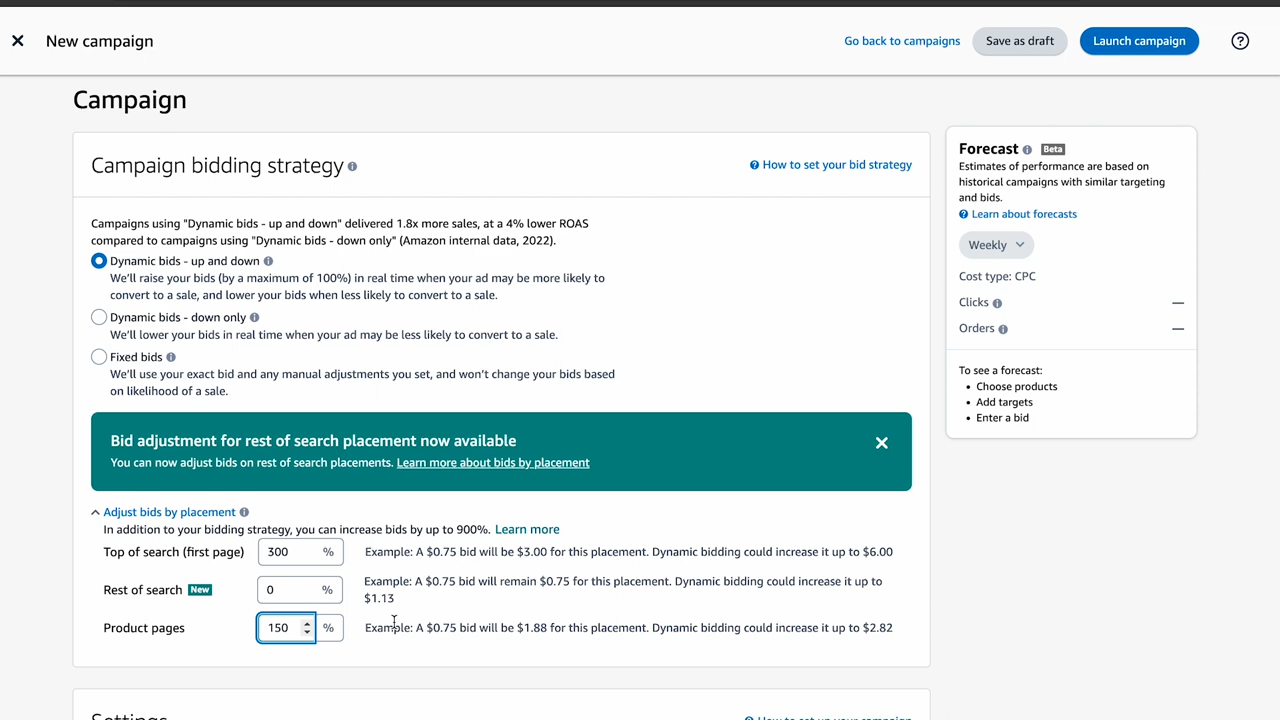 New campaign
Go back to campaigns
Save as draft
Launch campaign
Campaign
Campaign bidding strategy
How to set your bid strategy
Campaigns using "Dynamic bids - up and down" delivered 1.8x more sales, at a 4% lower ROAS
compared to campaigns using "Dynamic bids - down only" (Amazon internal data, 2022).
Dynamic bids - up and down
We'll raise your bids (by a maximum of 100%) in real time when your ad may be more likely to
convert to a sale, and lower your bids when less likely to convert to a sale.
Dynamic bids - down only
We'll lower your bids in real time when your ad may be less likely to convert to a sale.
Fixed bids
We'll use your exact bid and any manual adjustments you set, and won't change your bids based
on likelihood of a sale.
Bid adjustment for rest of search placement now available
You can now adjust bids on rest of search placements. Learn more about bids by placement
Adjust bids by placement
In addition to your bidding strategy, you can increase bids by up to 900%. Learn more
Top of search (first page) 300 % Example: A $0.75 bid will be $3.00 for this placement. Dynamic bidding could increase it up to $6.00
Rest of search New 0 % Example: A $0.75 bid will remain $0.75 for this placement. Dynamic bidding could increase it up to
$1.13
Product pages 150 % Example: A $0.75 bid will be $1.88 for this placement. Dynamic bidding could increase it up to $2.82
Forecast Beta
Estimates of performance are based on
historical campaigns with similar targeting
and bids.
Learn about forecasts
Weekly
Cost type: CPC
Clicks —
Orders —
To see a forecast:
• Choose products
• Add targets
• Enter a bid
Settings
How to set up your campaign